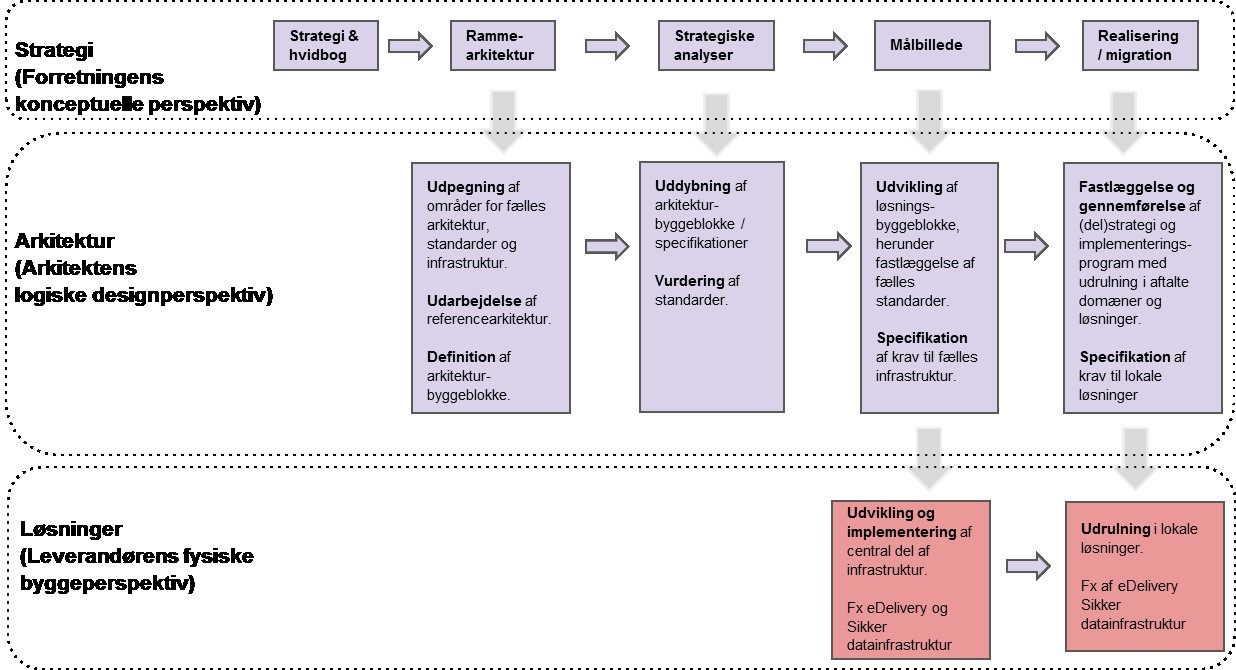 Strategi
(Forretningens
konceptuelle perspektiv)
Strategi &
hvidbog
Ramme-
arkitektur
Strategiske
analyser
Målbillede
Realisering
/ migration
Arkitektur
(Arkitektens
logiske designperspektiv)
Udpegning af
områder for fælles
arkitektur,
standarder og
infrastruktur.
Udarbejdelse af
referencearkitektur.
Definition af
arkitektur-
byggeblokke.
Uddybning af
arkitektur-
byggeblokke /
specifikationer
Vurdering af
standarder.
Udvikling af
løsnings-
byggeblokke,
herunder
fastlæggelse af
fælles
standarder.
Specifikation
af krav til fælles
infrastruktur.
Fastlæggelse og
gennemførelse af
(del)strategi og
implementerings-
program med
udrulning i aftalte
domæner og
løsninger.
Specifikation af
krav til lokale
løsninger
Løsninger
(Leverandørens fysiske
byggeperspektiv)
Udvikling og
implementering af
central del af
infrastruktur.
Fx eDelivery og
Sikker
datainfrastruktur
Udrulning i lokale
løsninger.
Fx af eDelivery
Sikker
datainfrastruktur